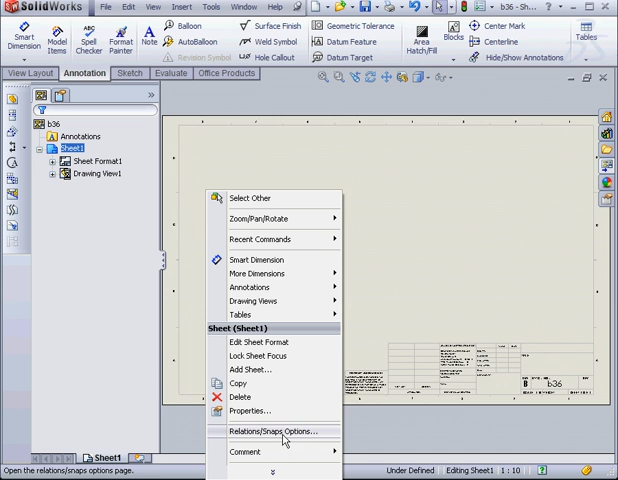 SolidWorks File Edit View Insert Tools Window Help b36 - Sh...
Smart Dimension
Model Items
Spell Checker
Format Painter
Note
Balloon
AutoBalloon
Revision Symbol
Surface Finish
Weld Symbol
Hole Callout
Geometric Tolerance
Datum Feature
Datum Target
Area Hatch/Fill
Blocks
Center Mark
Centerline
Hide/Show Annotations
Tables
View Layout Annotation Sketch Evaluate Office Products
b36
Annotations
Sheet1
Sheet Format1
Drawing View1
Select Other
Zoom/Pan/Rotate
Recent Commands
Smart Dimension
More Dimensions
Annotations
Drawing Views
Tables
Sheet (Sheet1)
Edit Sheet Format
Lock Sheet Focus
Add Sheet...
Copy
Delete
Properties...
Relations/Snaps Options...
Comment
B b36
Sheet1
Open the relations/snaps options page. Under Defined Editing Sheet1 1 : 10